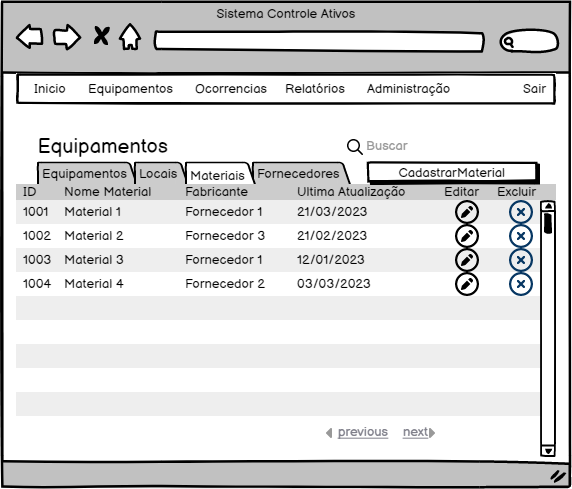 Sistema Controle Ativos
Inicio Equipamentos Ocorrencias Relatórios Administração Sair
Equipamentos Buscar
Equipamentos Locais Materiais Fornecedores CadastrarMaterial
ID Nome Material Fabricante Ultima Atualização Editar Excluir
1001 Material 1 Fornecedor 1 21/03/2023
1002 Material 2 Fornecedor 3 21/02/2023
1003 Material 3 Fornecedor 1 12/01/2023
1004 Material 4 Fornecedor 2 03/03/2023
previous next